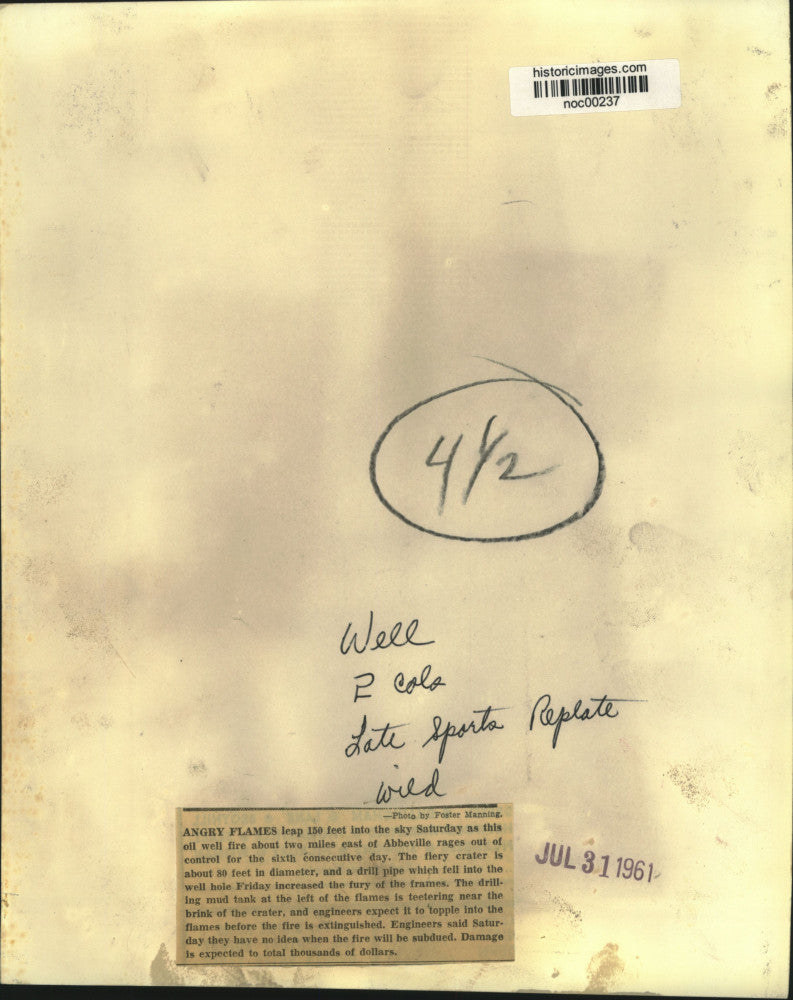 historicimages.com
noc00237
4 1/2
Well
2 Cols
Late Sports Replate
Wild
—Photo by Foster Manning.
ANGRY FLAMES leap 150 feet into the sky Saturday as this
oil well fire about two miles east of Abbeville rages out of
control for the sixth consecutive day. The fiery crater is
about 80 feet in diameter, and a drill pipe which fell into the
well hole Friday increased the fury of the frames. The drill-
ing mud tank at the left of the flames is teetering near the
brink of the crater, and engineers expect it to topple into the
flames before the fire is extinguished. Engineers said Satur-
day they have no idea when the fire will be subdued. Damage
is expected to total thousands of dollars.
JUL 31 1961